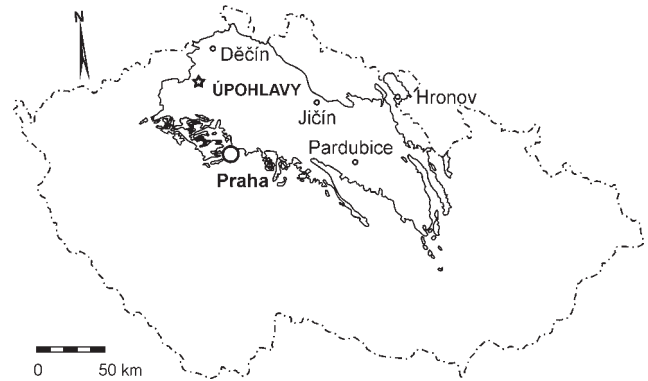 N
Děčín
ÚPOHLAVY
Hronov
Jičín
Pardubice
Praha
0 50 km